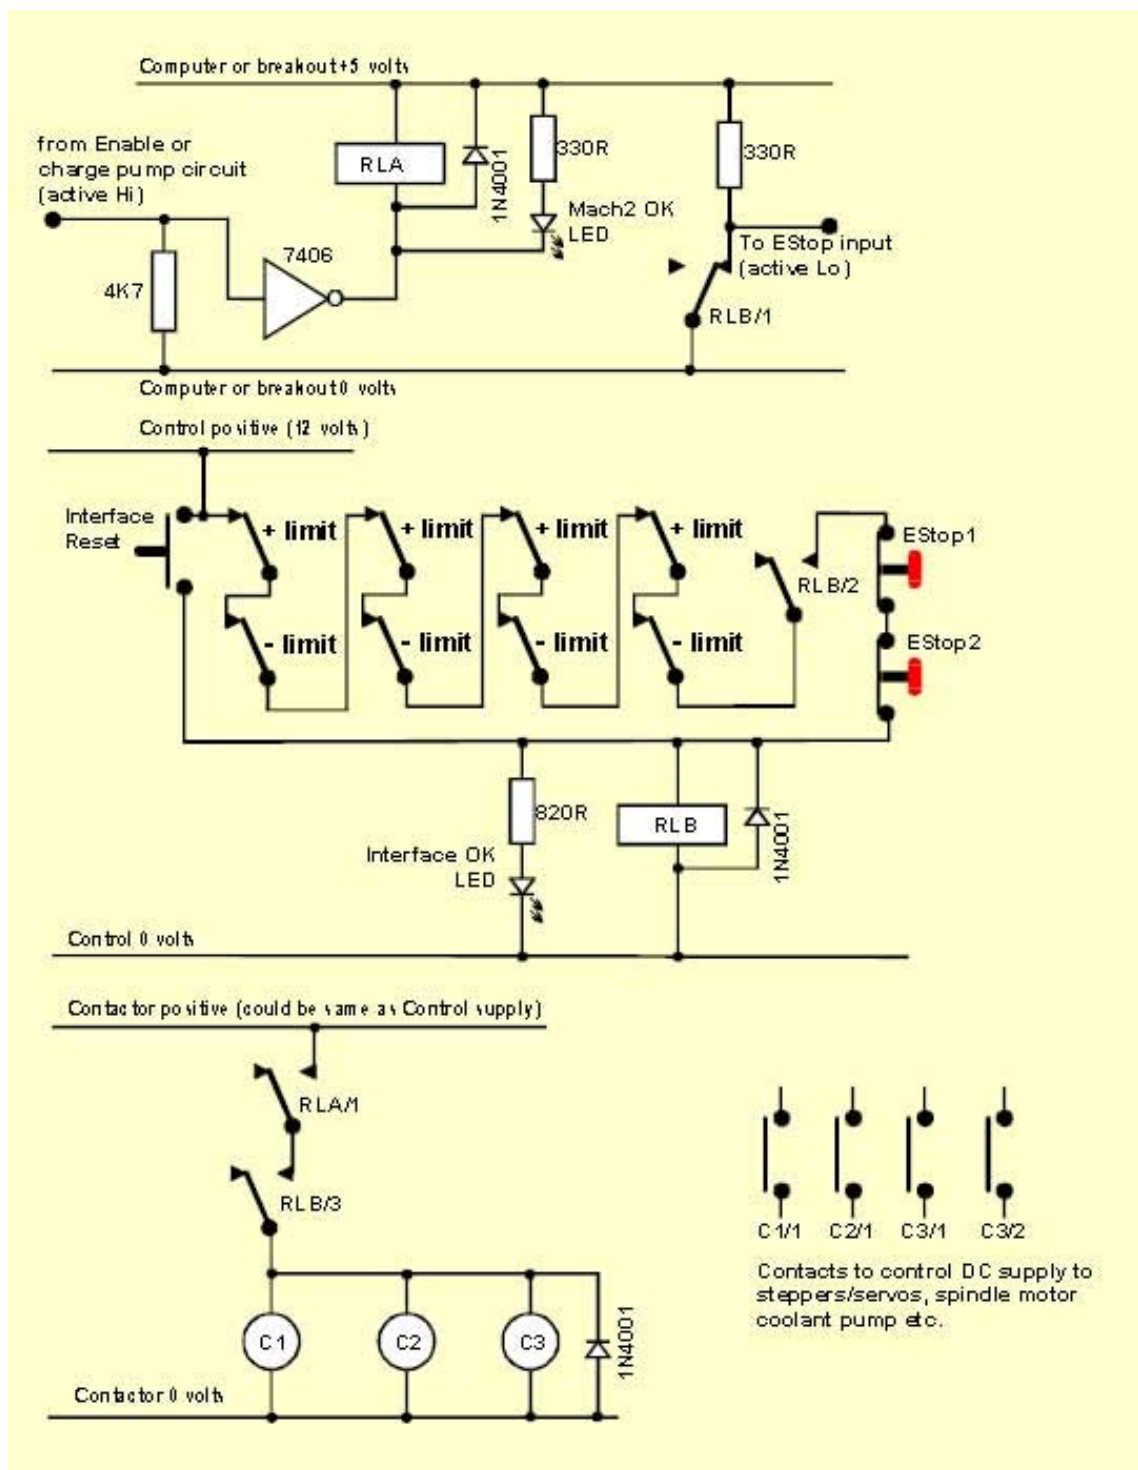 Computer or breakout +5 volts
from Enable or
charge pump circuit
(active Hi)
4K7
7406
RLA
1N4001
330R
Mach2 OK
LED
330R
To EStop input
(active Lo)
RLB/1
Computer or breakout 0 volts
Control positive (12 volts)
Interface
Reset
+ limit
+ limit
+ limit
+ limit
- limit
- limit
- limit
- limit
RLB/2
EStop1
EStop2
820R
Interface OK
LED
RLB
1N4001
Control 0 volts
Contactor positive (could be same as Control supply)
RLA/1
RLB/3
C1
C2
C3
1N4001
Contactor 0 volts
C1/1
C2/1
C3/1
C3/2
Contacts to control DC supply to
steppers/servos, spindle motor
coolant pump etc.